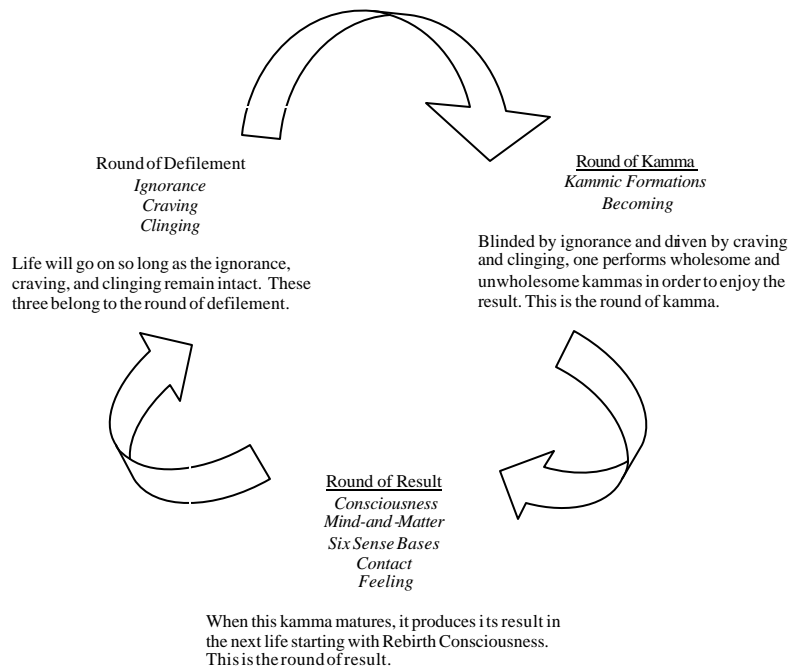 Round of Defilement
Ignorance
Craving
Clinging
Life will go on so long as the ignorance,
craving, and clinging remain intact. These
three belong to the round of defilement.
Round of Kamma
Kammic Formations
Becoming
Blinded by ignorance and driven by craving
and clinging, one performs wholesome and
unwholesome kammas in order to enjoy the
result. This is the round of kamma.
Round of Result
Consciousness
Mind-and-Matter
Six Sense Bases
Contact
Feeling
When this kamma matures, it produces its result in
the next life starting with Rebirth Consciousness.
This is the round of result.